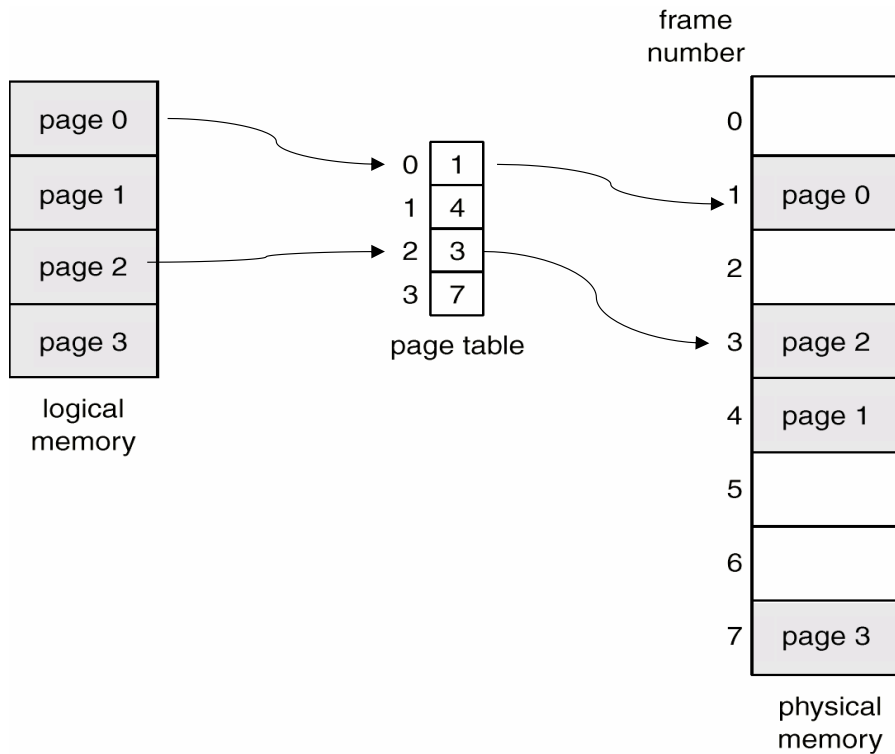 page 0
page 1
page 2
page 3
logical
memory
0 1
1 4
2 3
3 7
page table
frame
number
0
1 page 0
2
3 page 2
4 page 1
5
6
7 page 3
physical
memory